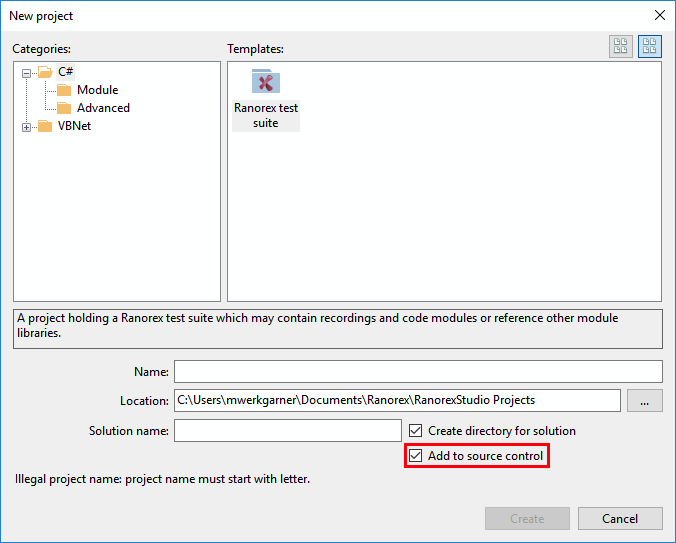 New project
Categories:
Templates:
C#
Module
Advanced
VBNet
Ranorex test
suite
A project holding a Ranorex test suite which may contain recordings and code modules or reference other module
libraries.
Name:
Location: C:\Users\mwerkgarner\Documents\Ranorex\RanorexStudio Projects ...
Solution name: Create directory for solution
Add to source control
Illegal project name: project name must start with letter.
Create Cancel